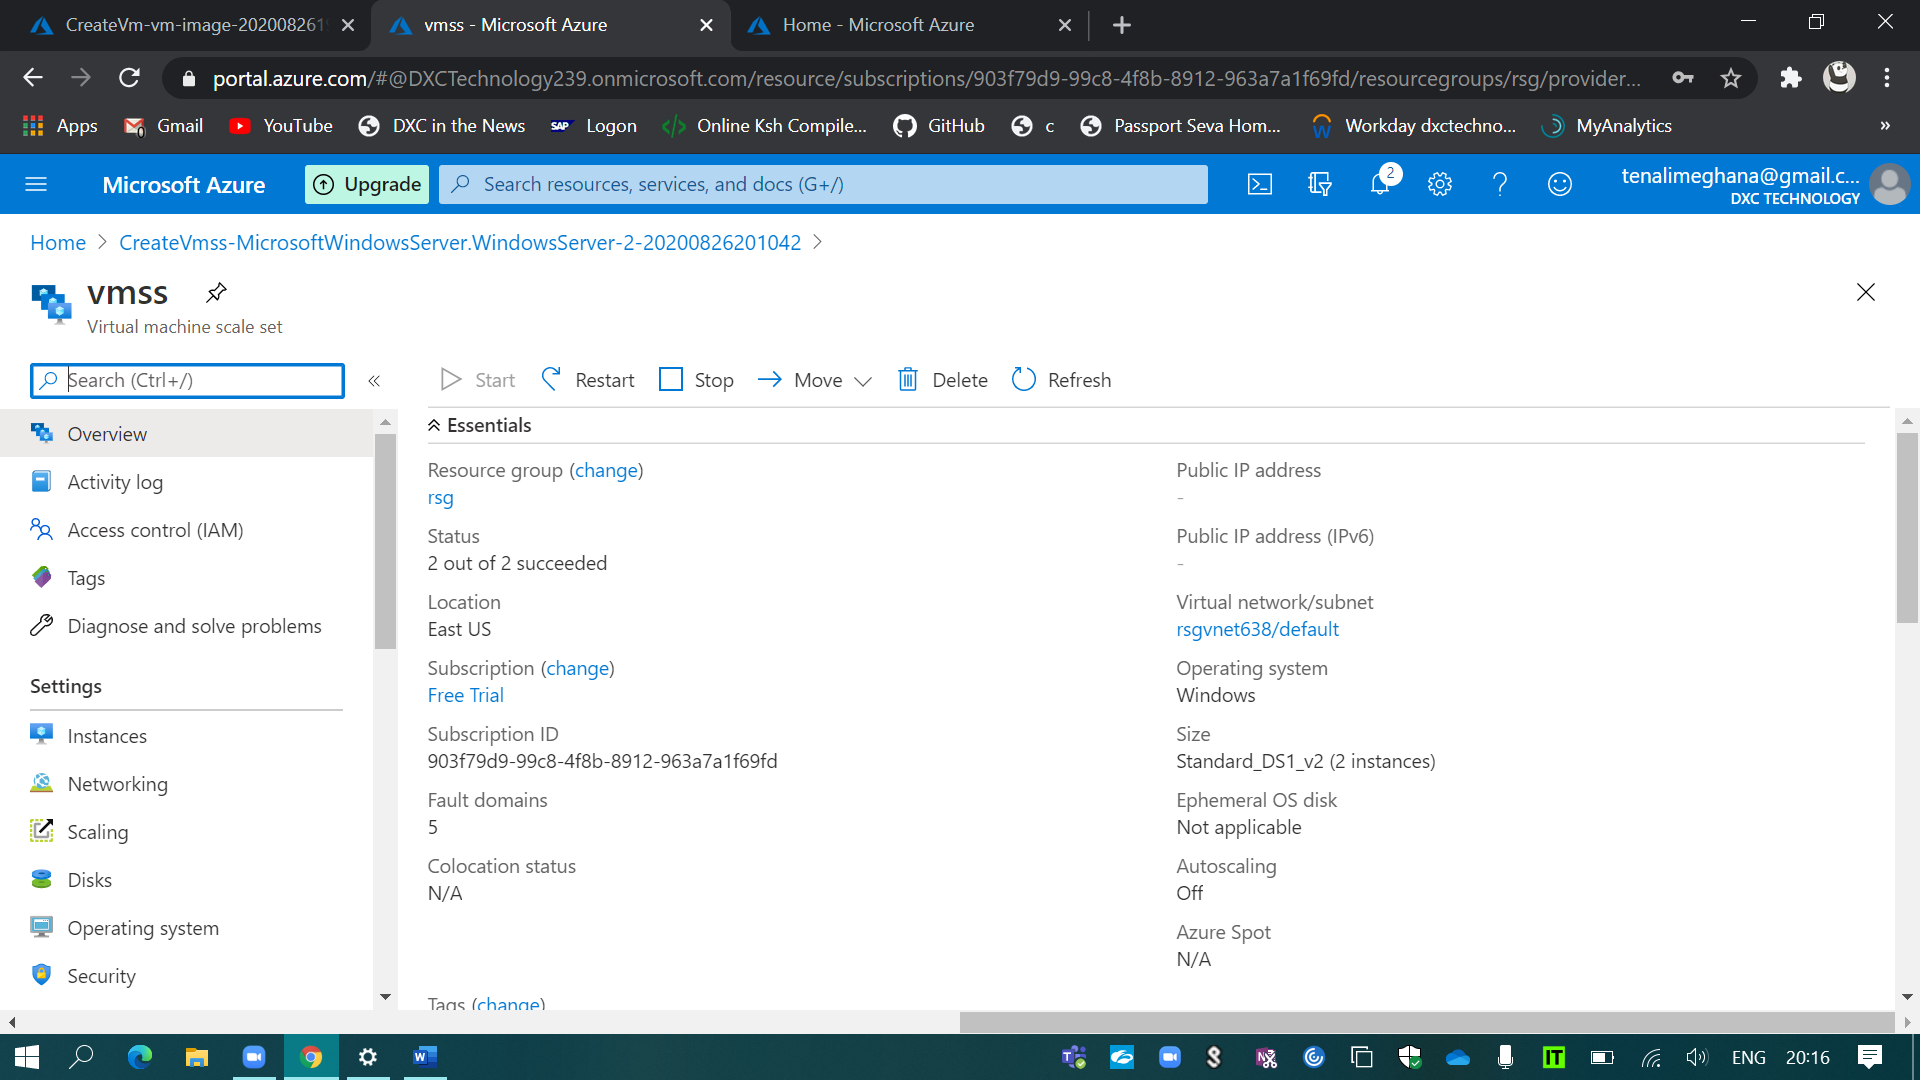 CreateVm-vm-image-2020082619
vmss - Microsoft Azure
Home - Microsoft Azure
portal.azure.com/#@DXCTechnology239.onmicrosoft.com/resource/subscriptions/903f79d9-99c8-4f8b-8912-963a7a1f69fd/resourcegroups/rsg/provider...
Apps
Gmail
YouTube
DXC in the News
SAP
Logon
Online Ksh Compile...
GitHub
c
Passport Seva Hom...
Workday dxctechno...
MyAnalytics
»
Microsoft Azure
Upgrade
Search resources, services, and docs (G+/)
2
tenalimeghana@gmail.c...
DXC TECHNOLOGY
Home > CreateVmss-MicrosoftWindowsServer.WindowsServer-2-20200826201042 >
vmss
Virtual machine scale set
Search (Ctrl+/)
«
Start
Restart
Stop
Move
Delete
Refresh
Overview
Activity log
Access control (IAM)
Tags
Diagnose and solve problems
Settings
Instances
Networking
Scaling
Disks
Operating system
Security
Essentials
Resource group (change)
rsg
Status
2 out of 2 succeeded
Location
East US
Subscription (change)
Free Trial
Subscription ID
903f79d9-99c8-4f8b-8912-963a7a1f69fd
Fault domains
5
Colocation status
N/A
Tags (change)
Public IP address
-
Public IP address (IPv6)
-
Virtual network/subnet
rsgvnet638/default
Operating system
Windows
Size
Standard_DS1_v2 (2 instances)
Ephemeral OS disk
Not applicable
Autoscaling
Off
Azure Spot
N/A
ENG
20:16